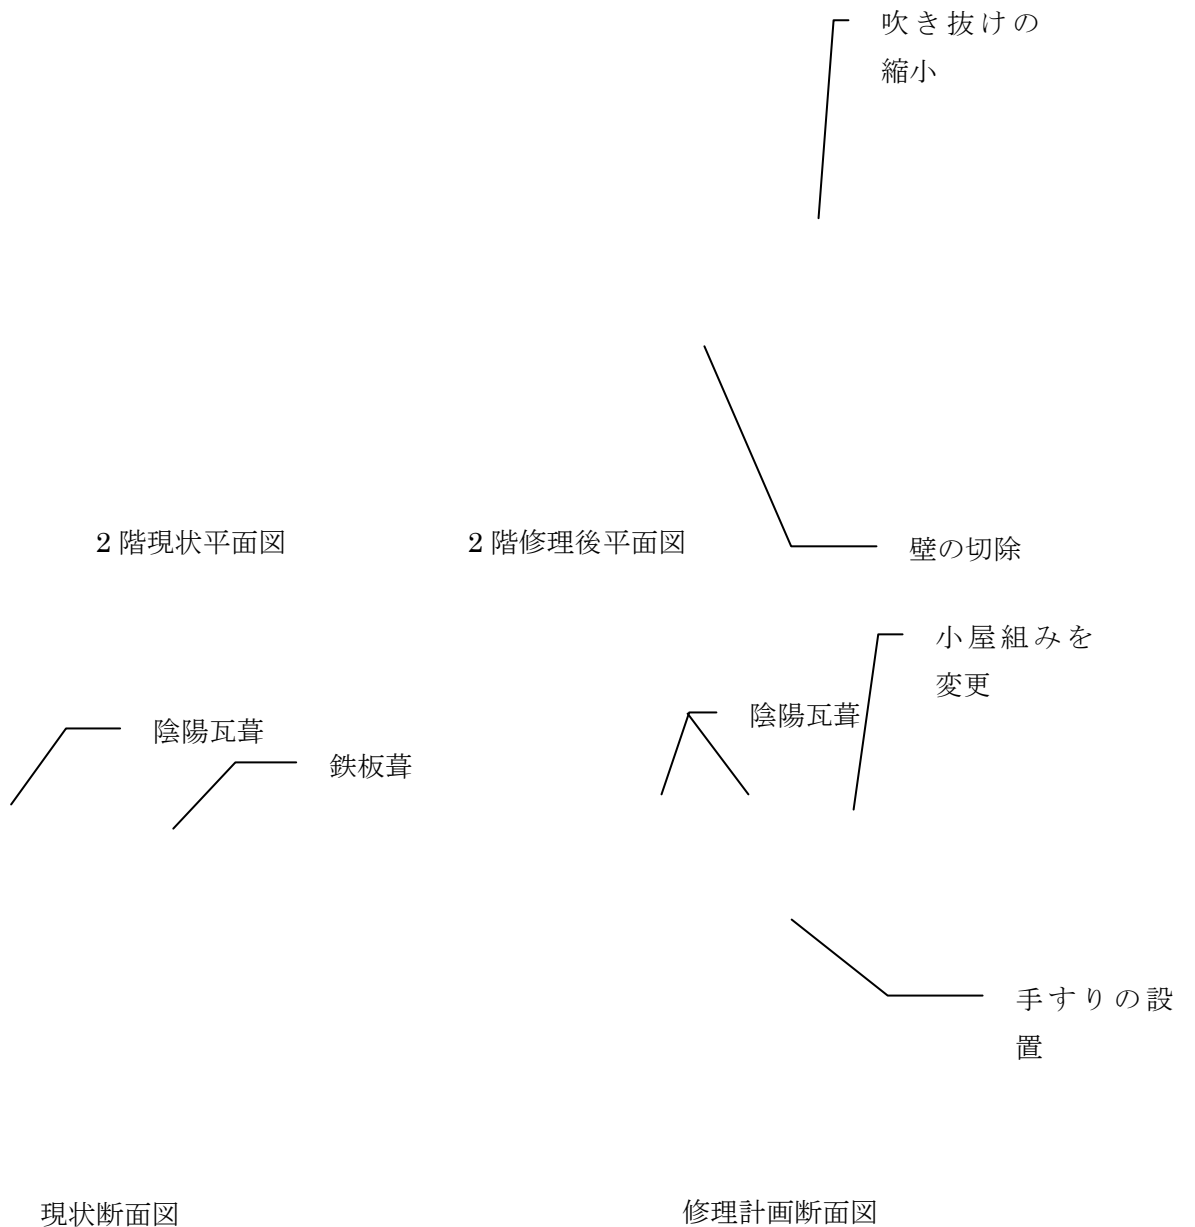 吹き抜けの
縮小
2 階現状平面図
2 階修理後平面図
壁の切除
小屋組みを
変更
陰陽瓦葺
鉄板葺
陰陽瓦葺
手すりの設
置
現状断面図
修理計画断面図